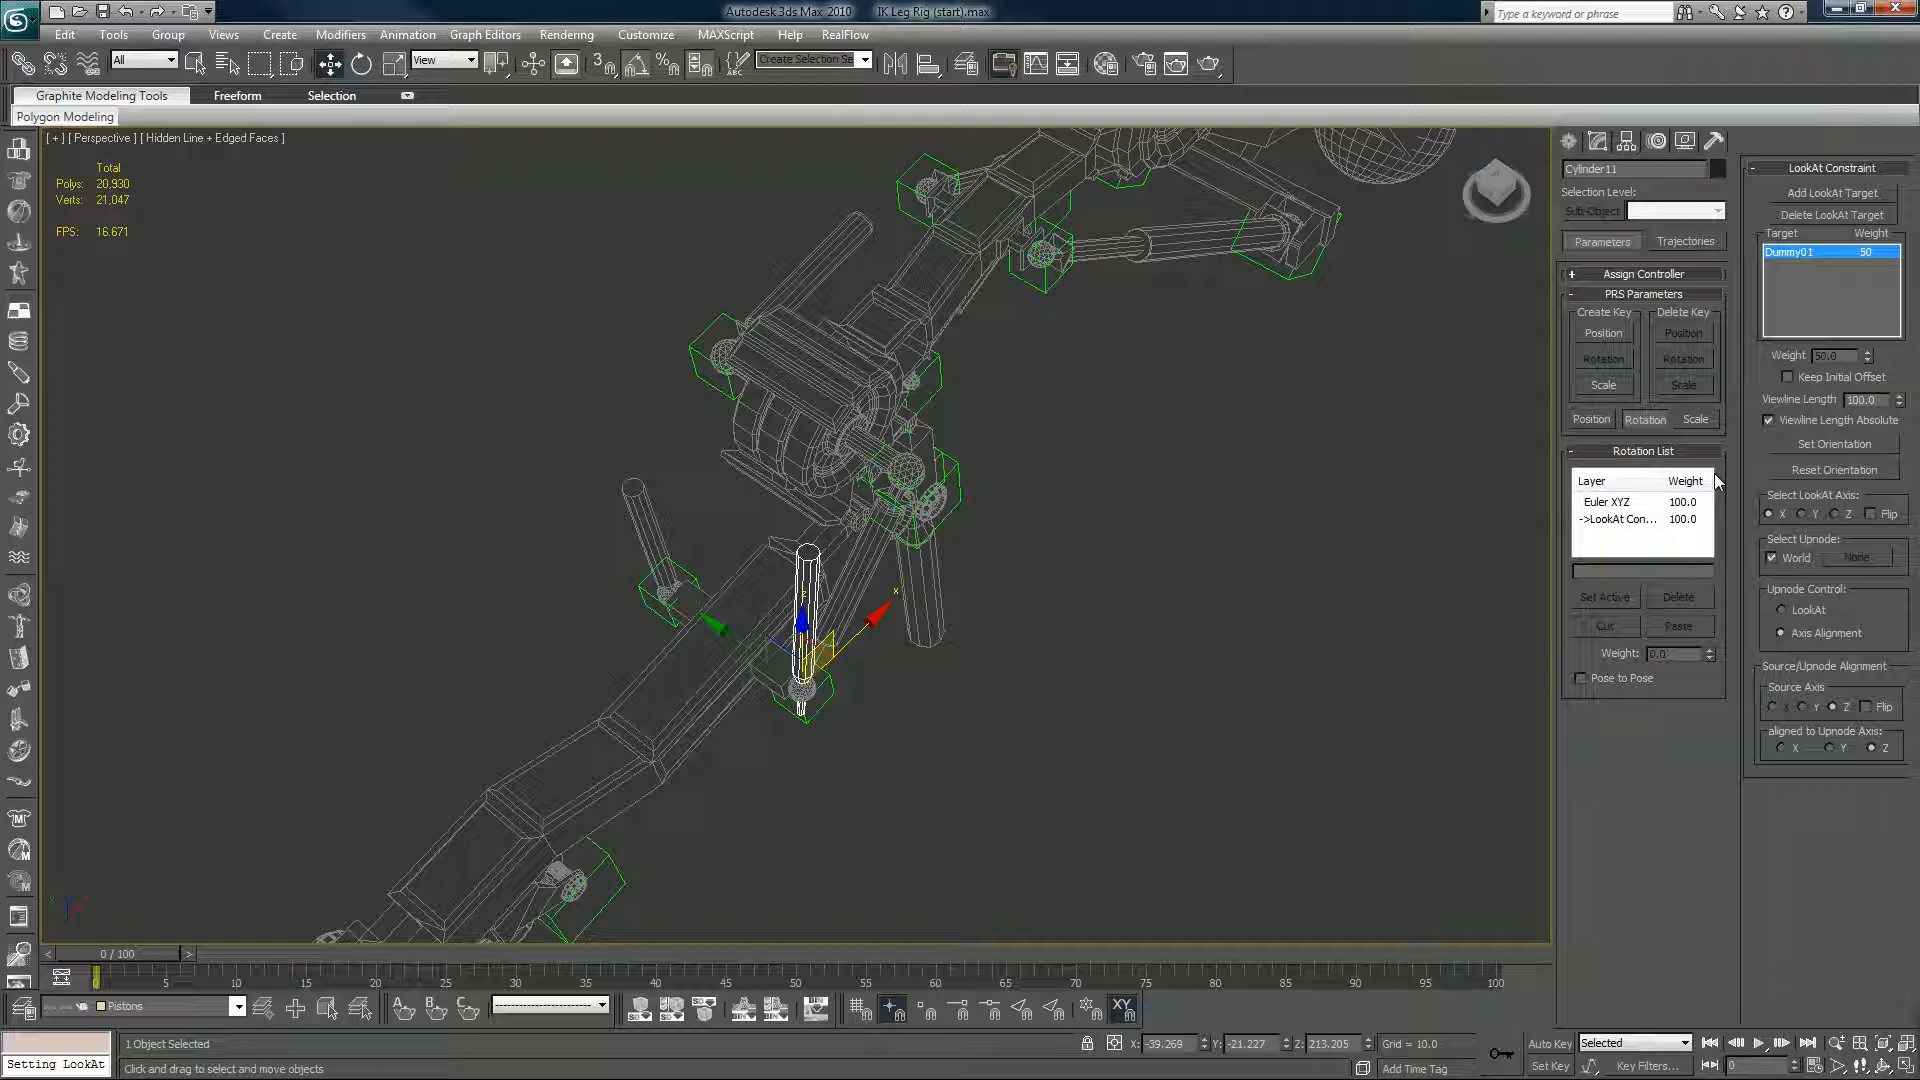 Autodesk 3ds Max 2010 IK Leg Rig (start).max
Type a keyword or phrase
Edit Tools Group Views Create Modifiers Animation Graph Editors Rendering Customize MAXScript Help RealFlow
All View 3 Create Selection Se
Graphite Modeling Tools Freeform Selection
Polygon Modeling
[ + ] [ Perspective ] [ Hidden Line + Edged Faces ]
Total
Polys: 20,930
Verts: 21,047
FPS: 16.671
Cylinder11
Selection Level:
Sub-Object
Parameters Trajectories
+ Assign Controller
- PRS Parameters
Create Key Delete Key
Position Position
Rotation Rotation
Scale Scale
Position Rotation Scale
- Rotation List
Layer Weight
Euler XYZ 100.0
->LookAt Con... 100.0
Set Active Delete
Cut Paste
Weight: 0.0
Pose to Pose
- LookAt Constraint
Add LookAt Target
Delete LookAt Target
Target Weight
Dummy01 50
Weight 50.0
Keep Initial Offset
Viewline Length 100.0
Viewline Length Absolute
Set Orientation
Reset Orientation
Select LookAt Axis:
X Y Z Flip
Select Upnode:
World None
Upnode Control:
LookAt
Axis Alignment
Source/Upnode Alignment
Source Axis
X Y Z Flip
aligned to Upnode Axis:
X Y Z
x
z
< 0 / 100 >
5 10 15 20 25 30 35 40 45 50 55 60 65 70 75 80 85 90 95 100
Pistons
A B C
XY
1 Object Selected X: -39.269 Y: -21.227 Z: 213.205 Grid = 10.0 Auto Key Selected
Setting LookAt Click and drag to select and move objects Add Time Tag Set Key Key Filters... 0